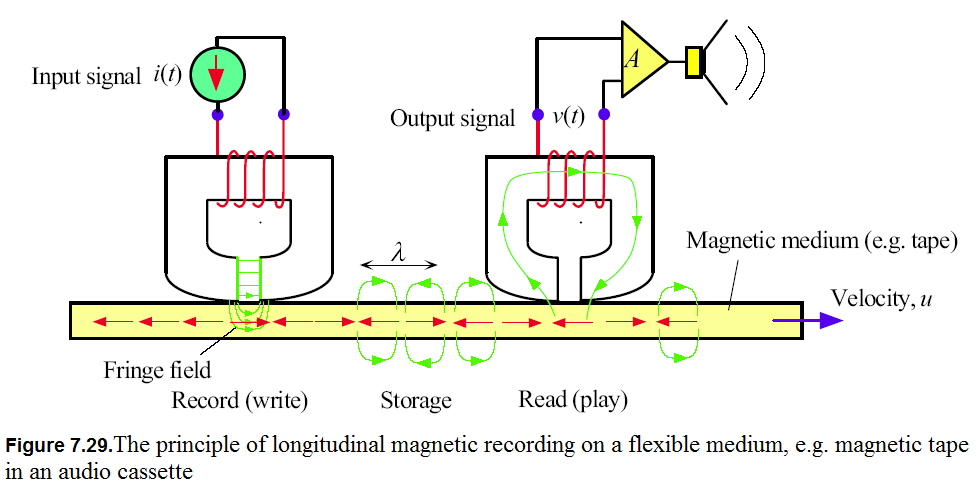 Input signal i(t)
Output signal v(t)
A
λ
Magnetic medium (e.g. tape)
Velocity, u
Fringe field
Record (write)
Storage
Read (play)
Figure 7.29.The principle of longitudinal magnetic recording on a flexible medium, e.g. magnetic tape
in an audio cassette